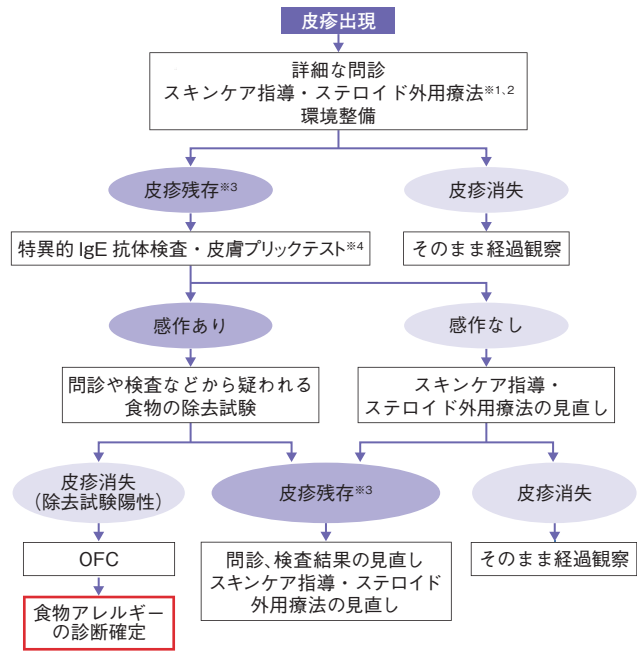 皮疹出現
詳細な問診
スキンケア指導・ステロイド外用療法※1、2
環境整備
皮疹残存※3
皮疹消失
特異的 IgE 抗体検査・皮膚プリックテスト※4
そのまま経過観察
感作あり
感作なし
問診や検査などから疑われる
食物の除去試験
スキンケア指導・
ステロイド外用療法の見直し
皮疹消失
(除去試験陽性)
皮疹残存※3
皮疹消失
OFC
問診、検査結果の見直し
スキンケア指導・ステロイド
外用療法の見直し
そのまま経過観察
食物アレルギー
の診断確定